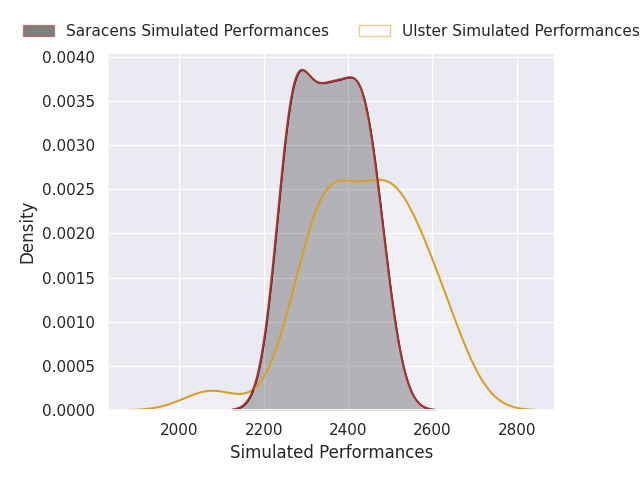 Saracens Simulated Performances Ulster Simulated Performances
0.0040
0.0035
0.0030
0.0025
0.0020
0.0015
0.0010
0.0005
0.0000
Density
2000 2200 2400 2600 2800
Simulated Performances